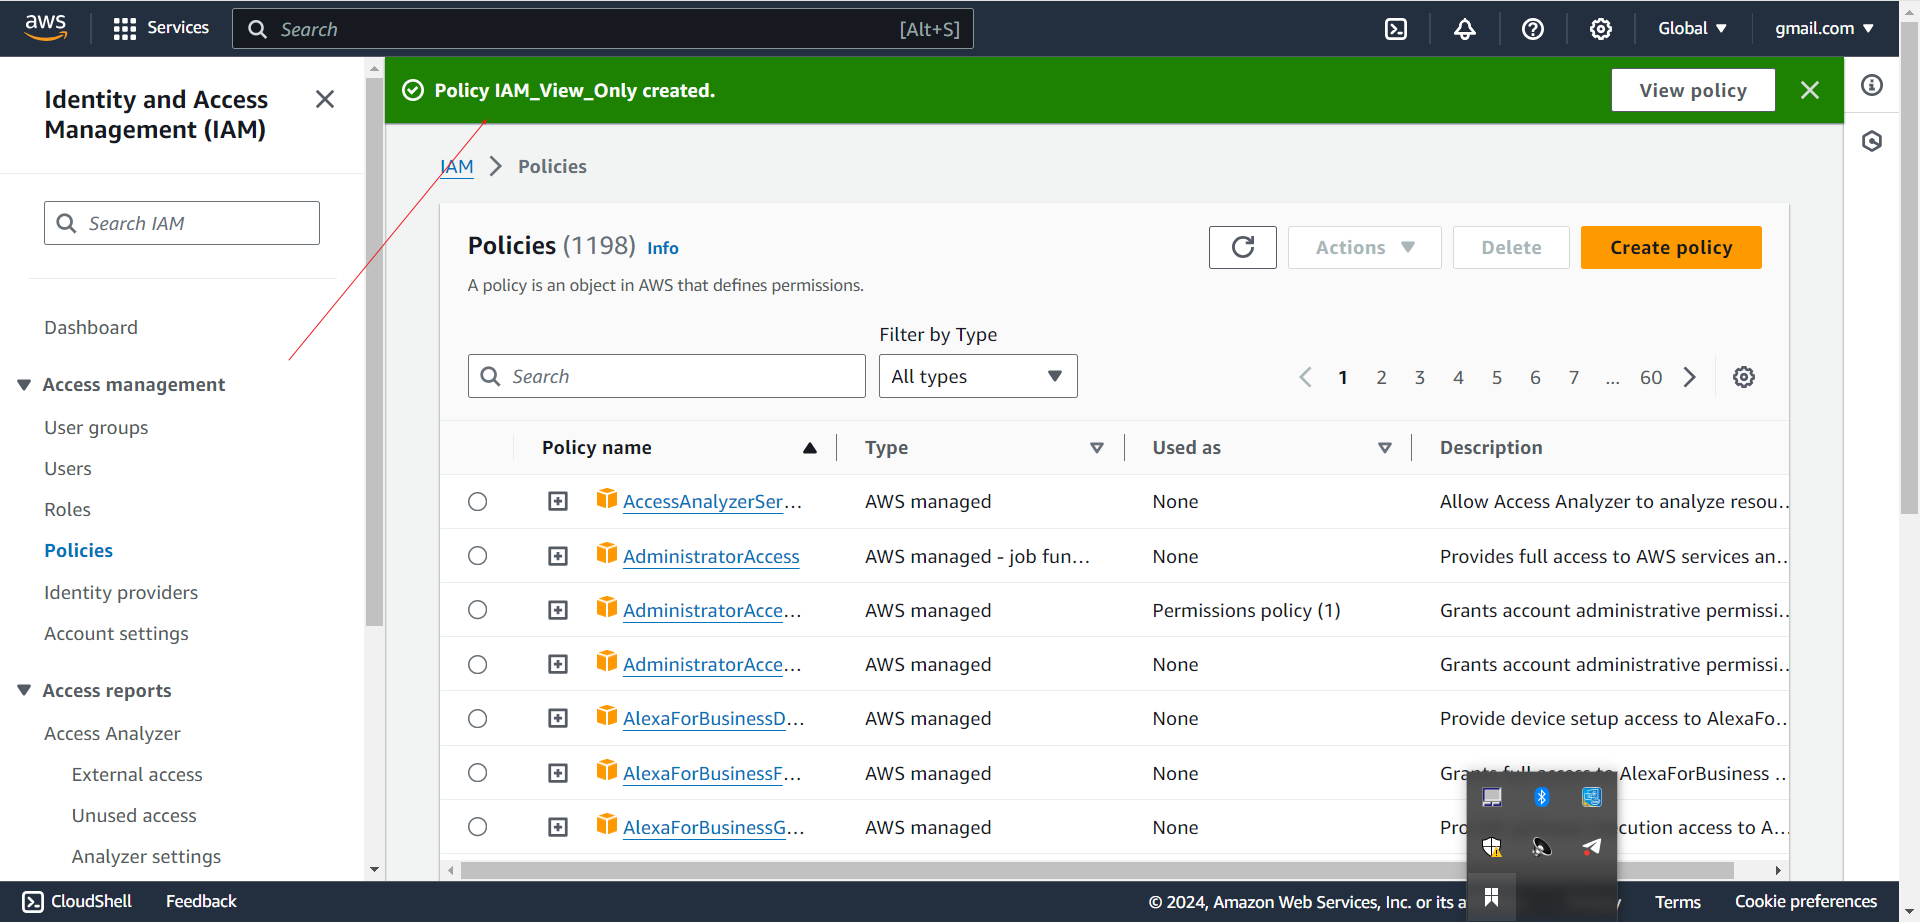 aws
Services
Search [Alt+S]
Global
gmail.com
Identity and Access
Management (IAM)
Search IAM
Dashboard
Access management
User groups
Users
Roles
Policies
Identity providers
Account settings
Access reports
Access Analyzer
External access
Unused access
Analyzer settings
Policy IAM_View_Only created.
View policy
IAM > Policies
Policies (1198) Info
A policy is an object in AWS that defines permissions.
Actions
Delete
Create policy
Filter by Type
Search
All types
1 2 3 4 5 6 7 ... 60
Policy name Type Used as Description
AccessAnalyzerSer... AWS managed None Allow Access Analyzer to analyze resou...
AdministratorAccess AWS managed - job fun... None Provides full access to AWS services an...
AdministratorAcce... AWS managed Permissions policy (1) Grants account administrative permissi...
AdministratorAcce... AWS managed None Grants account administrative permissi...
AlexaForBusinessD... AWS managed None Provide device setup access to AlexaFo...
AlexaForBusinessF... AWS managed None Grants full access to AlexaForBusiness ...
AlexaForBusinessG... AWS managed None access to A...
CloudShell
Feedback
© 2024, Amazon Web Services, Inc. or its
Terms
Cookie preferences